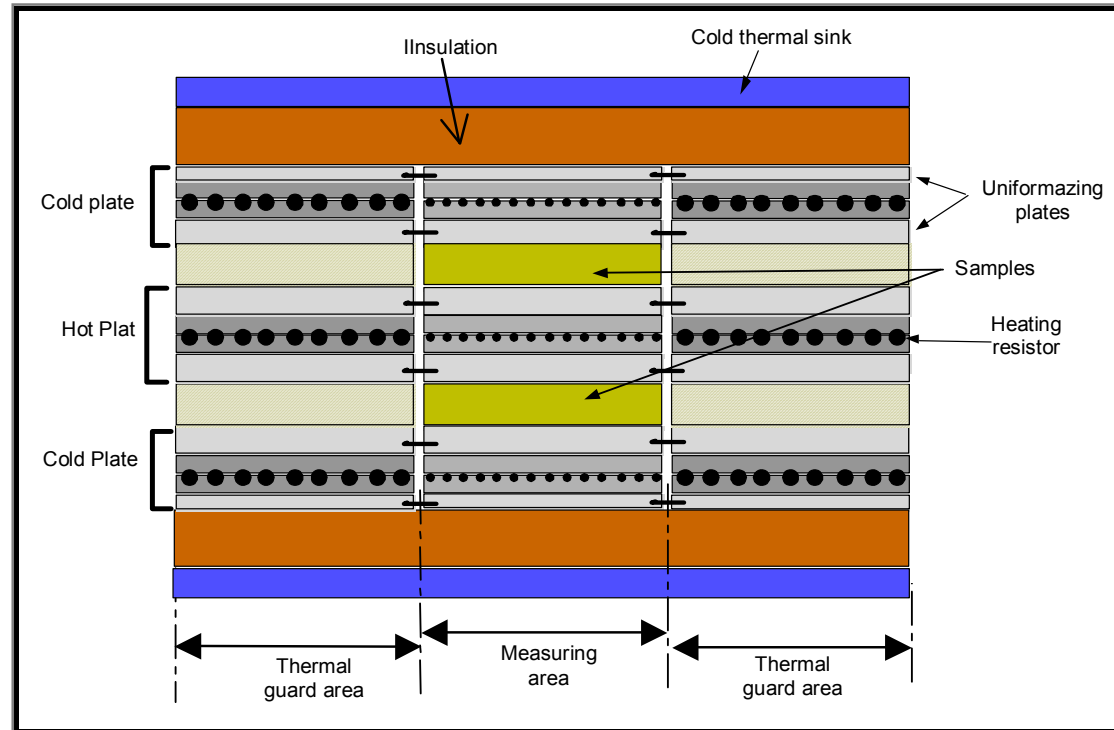 Cold thermal sink
IInsulation
Cold plate
Uniformazing
plates
Samples
Hot Plat
Heating
resistor
Cold Plate
Thermal
guard area
Measuring
area
Thermal
guard area